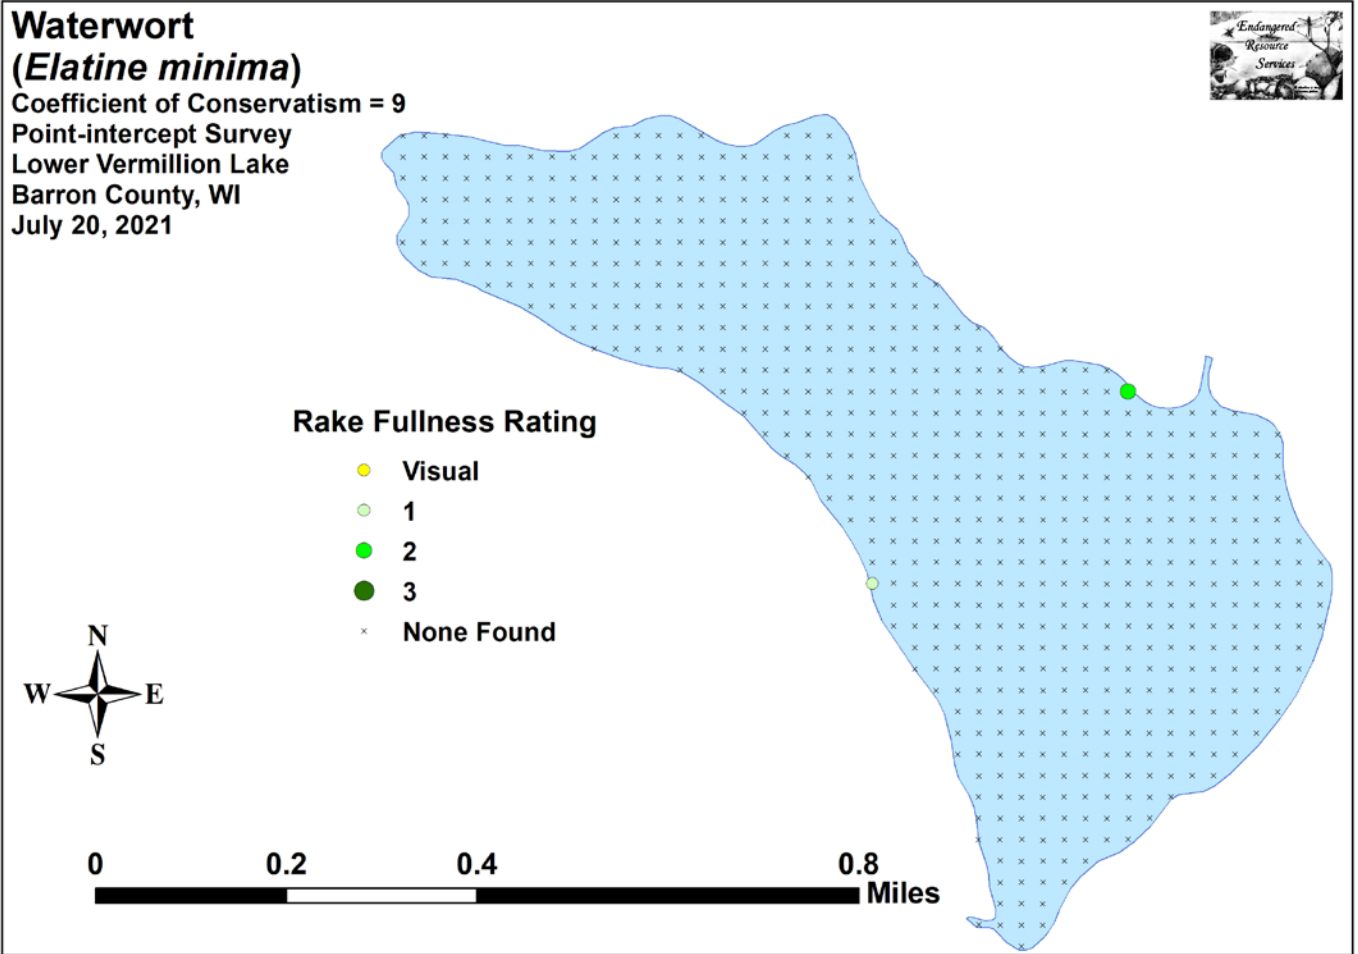 Waterwort
(Elatine minima)
Coefficient of Conservatism = 9
Point-intercept Survey
Lower Vermillion Lake
Barron County, WI
July 20, 2021
Endangered
Resource
Services
Rake Fullness Rating
Visual
1
2
3
None Found
N
W E
S
0 0.2 0.4 0.8
Miles